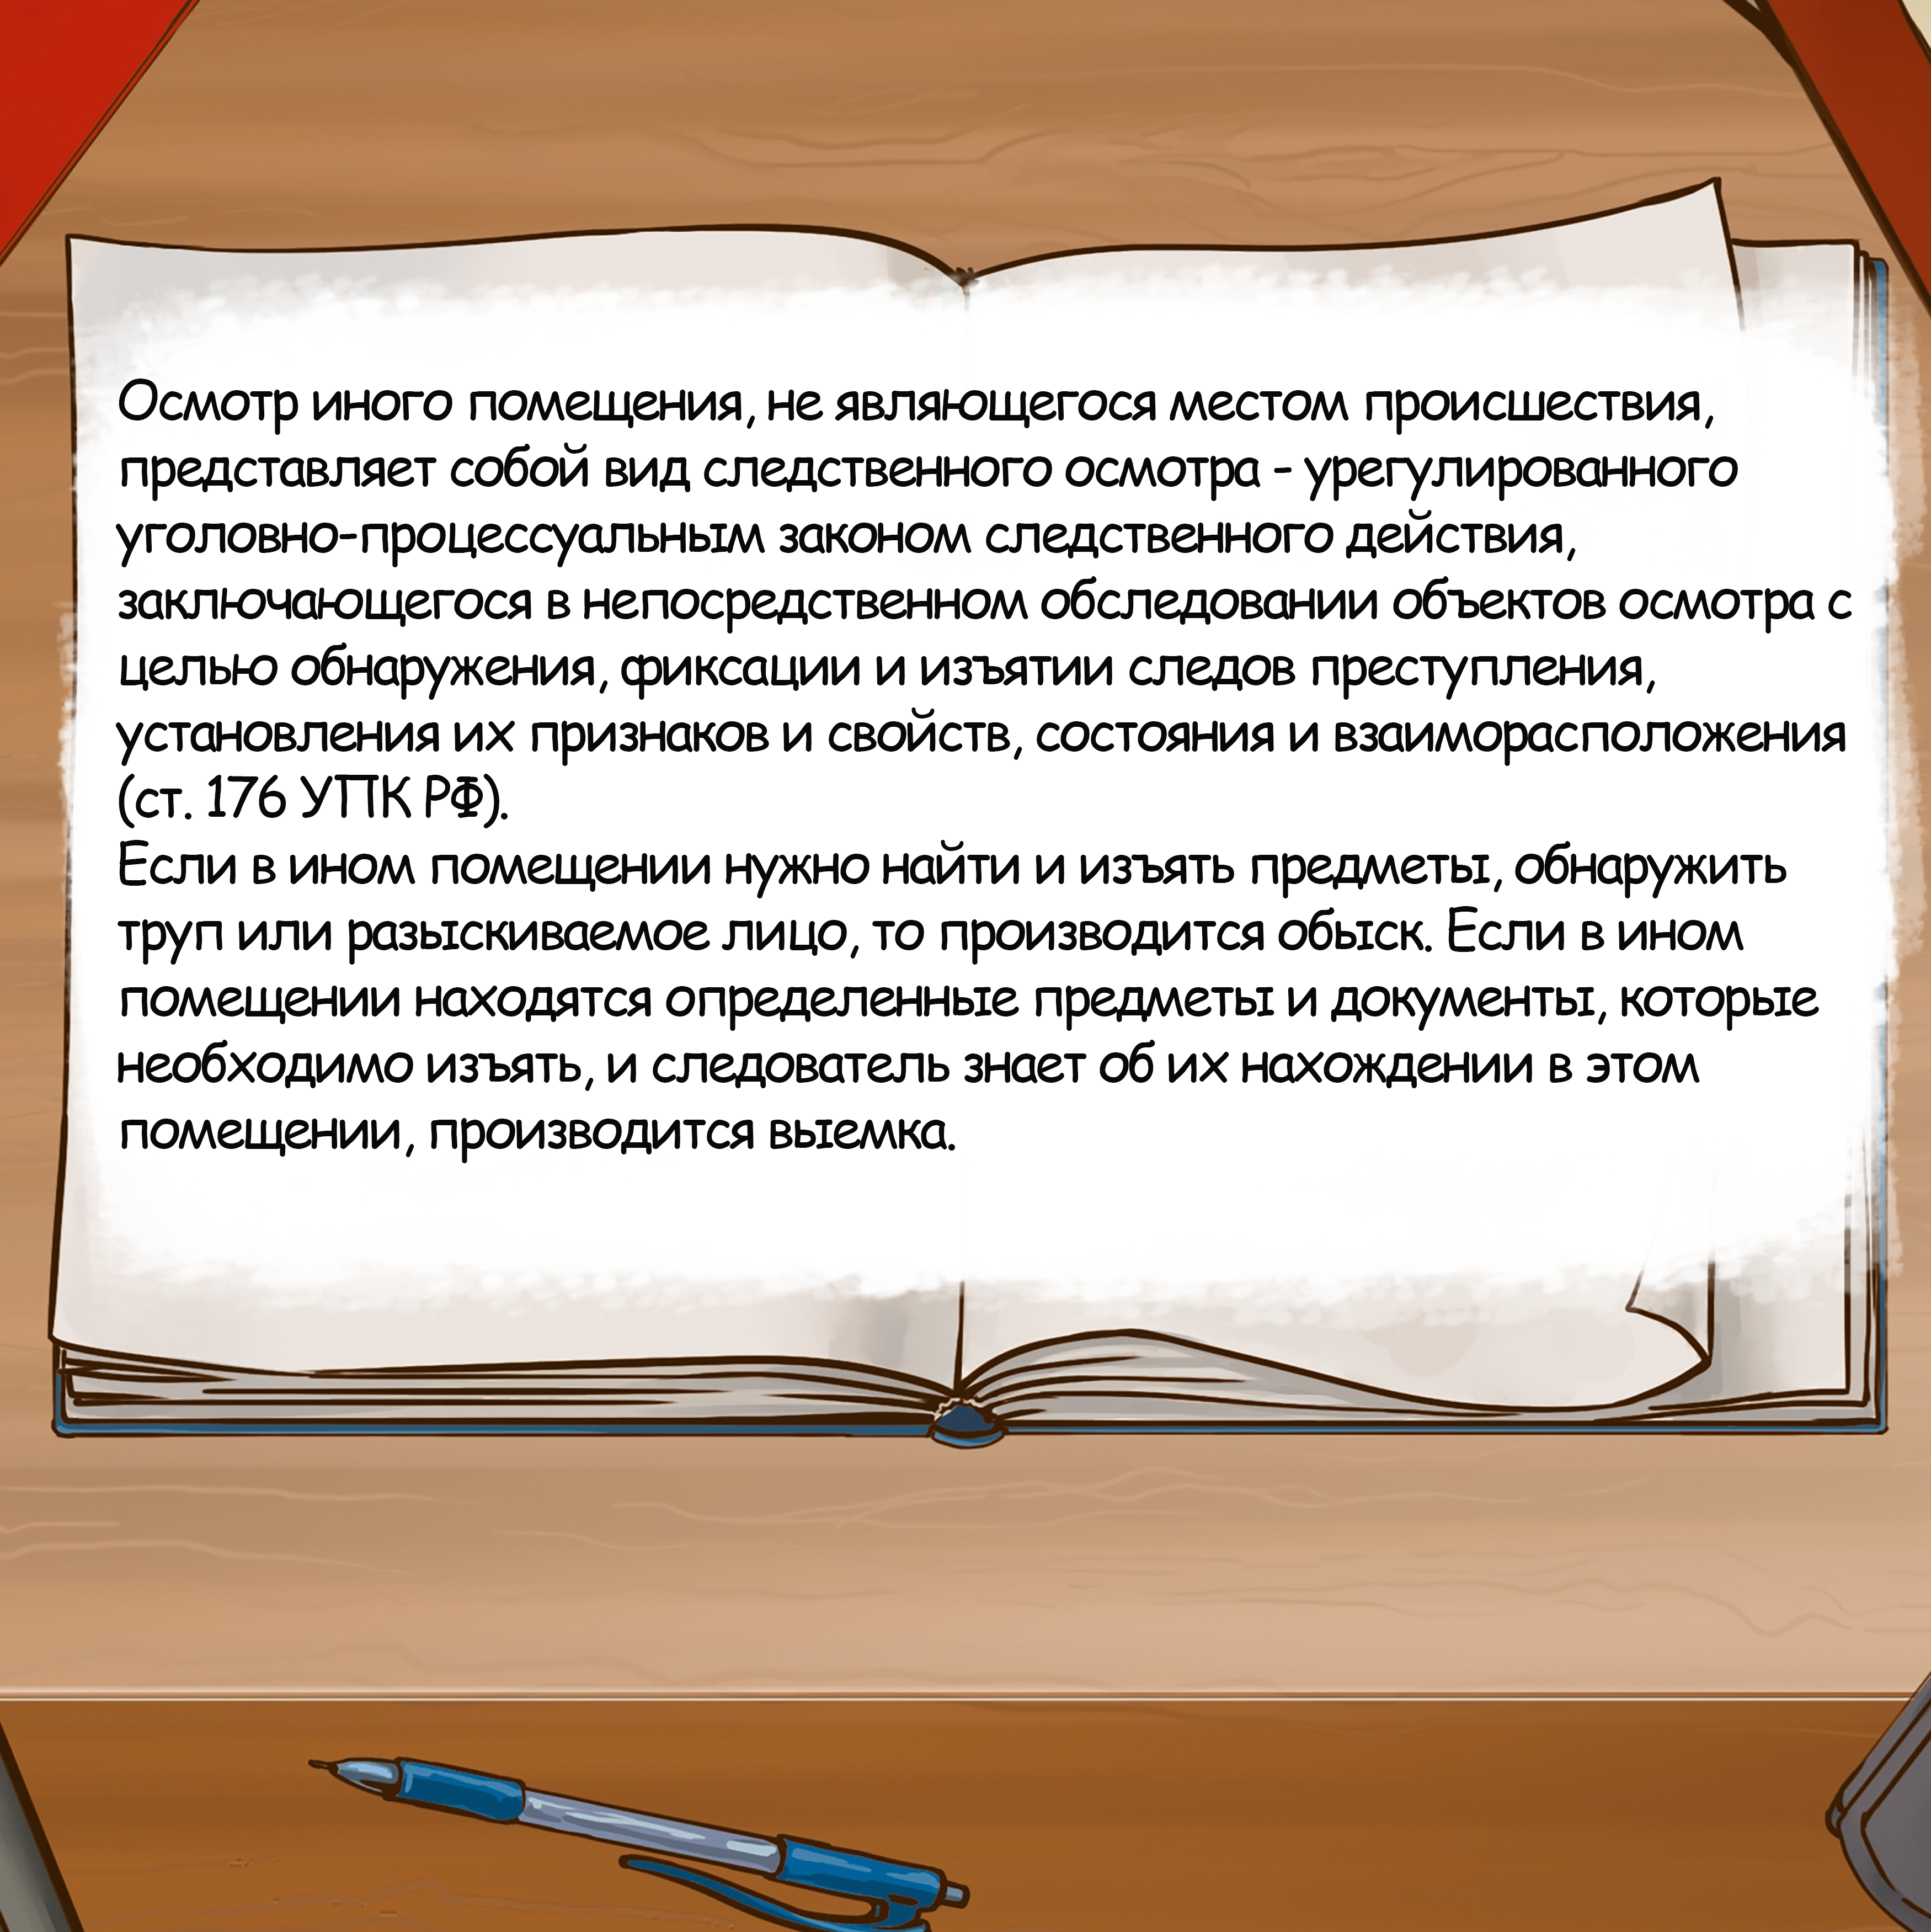 Осмотр иного помещения, не являющегося местом происшествия,
представляет собой вид следственного осмотра - урегулированного
уголовно-процессуальным законом следственного действия,
заключающегося в непосредственном обследовании объектов осмотра с
целью обнаружения, фиксации и изъятии следов преступления,
установления их признаков и свойств, состояния и взаиморасположения
(ст. 176 УПК РФ).
Если в ином помещении нужно найти и изъять предметы, обнаружить
труп или разыскиваемое лицо, то производится обыск. Если в ином
помещении находятся определенные предметы и документы, которые
необходимо изъять, и следователь знает об их нахождении в этом
помещении, производится выемка.